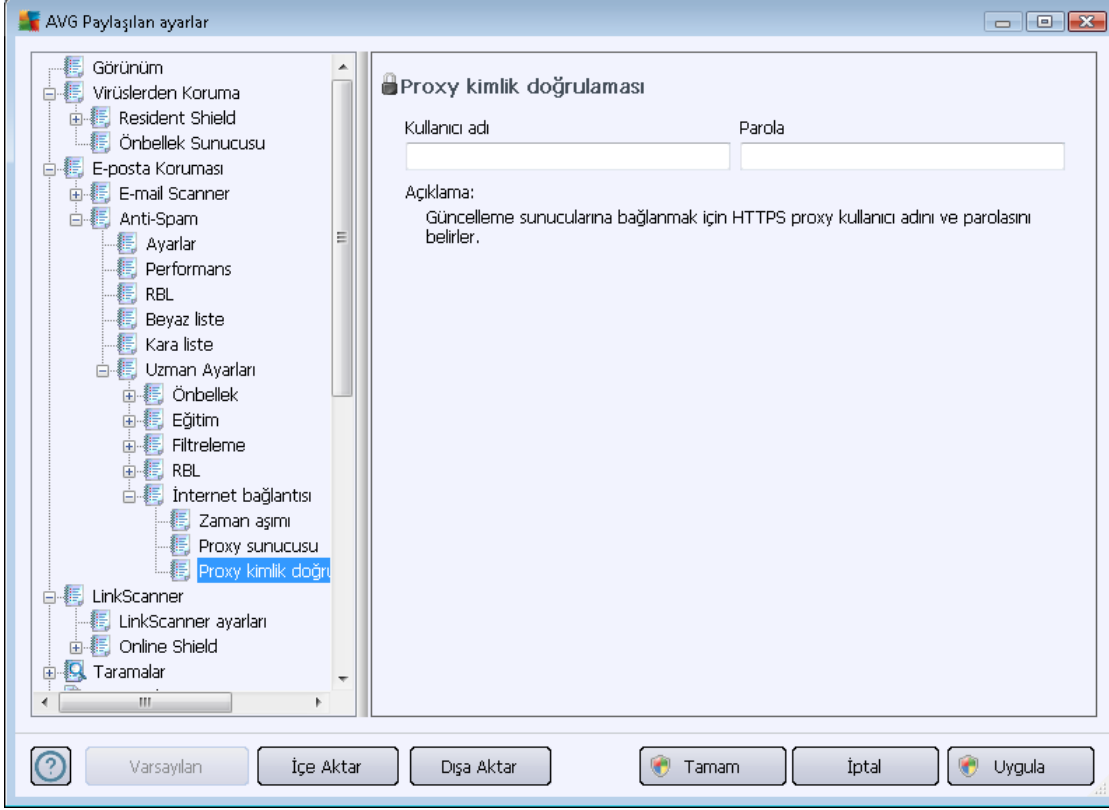 AVG Paylaşılan ayarlar
Görünüm
Virüslerden Koruma
Resident Shield
Önbellek Sunucusu
E-posta Koruması
E-mail Scanner
Anti-Spam
Ayarlar
Performans
RBL
Beyaz liste
Kara liste
Uzman Ayarları
Önbellek
Eğitim
Filtreleme
RBL
İnternet bağlantısı
Zaman aşımı
Proxy sunucusu
Proxy kimlik doğru
LinkScanner
LinkScanner ayarları
Online Shield
Taramalar
Proxy kimlik doğrulaması
Kullanıcı adı Parola
Açıklama:
Güncelleme sunucularına bağlanmak için HTTPS proxy kullanıcı adını ve parolasını
belirler.
Varsayılan İçe Aktar Dışa Aktar Tamam İptal Uygula